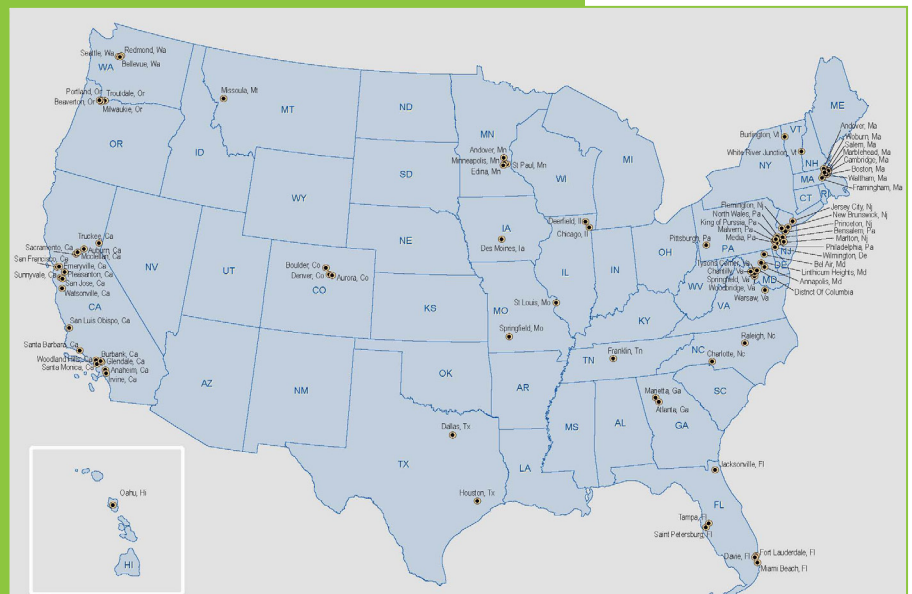 Seattle, Wa
Redmond, Wa
Bellevue, Wa
WA
Portland, Or
Troutdale, Or
Beaverton, Or
Milwaukie, Or
OR
Missoula, Mt
MT
ID
ND
SD
WY
NE
NV
UT
CO
KS
CA
AZ
NM
OK
TX
MN
Andover, Mn
Minneapolis, Mn
St Paul, Mn
Edina, Mn
WI
MI
IA
Des Moines, Ia
Deerfield, Il
Chicago, Il
IL
IN
OH
MO
St Louis, Mo
Springfield, Mo
KY
TN
Franklin, Tn
AR
LA
MS
AL
GA
Marietta, Ga
Atlanta, Ga
SC
NC
Raleigh, Nc
Charlotte, Nc
VA
WV
PA
Pittsburgh, Pa
NY
VT
Burlington, Vt
White River Junction, Vt
NH
ME
MA
CT
RI
Andover, Ma
Woburn, Ma
Salem, Ma
Marblehead, Ma
Cambridge, Ma
Boston, Ma
Waltham, Ma
Framingham, Ma
Flemington, Nj
North Wales, Pa
King of Purussia, Pa
Malvern, Pa
Media, Pa
Jersey City, Nj
New Brunswick, Nj
Princeton, Nj
Bensalem, Pa
Marlton, Nj
Philadelphia, Pa
Wilmington, De
Bel Air, Md
Linthicum Heights, Md
Annapolis, Md
District Of Columbia
NJ
DE
MD
Tysons Corner, Va
Chantilly, Va
Springfield, Va
Woodbridge, Va
Warsaw, Va
Truckee, Ca
Sacramento, Ca
Auburn, Ca
Mcclellan, Ca
San Francisco, Ca
Emeryville, Ca
Sunnyvale, Ca
Pleasanton, Ca
San Jose, Ca
Watsonville, Ca
San Luis Obispo, Ca
Santa Barbara, Ca
Burbank, Ca
Woodland Hills, Ca
Glendale, Ca
Santa Monica, Ca
Anaheim, Ca
Irvine, Ca
Boulder, Co
Denver, Co
Aurora, Co
Dallas, Tx
Houston, Tx
Jacksonville, Fl
FL
Tampa, Fl
Saint Petersburg, Fl
Davie, Fl
Fort Lauderdale, Fl
Miami Beach, Fl
Oahu, Hi
HI